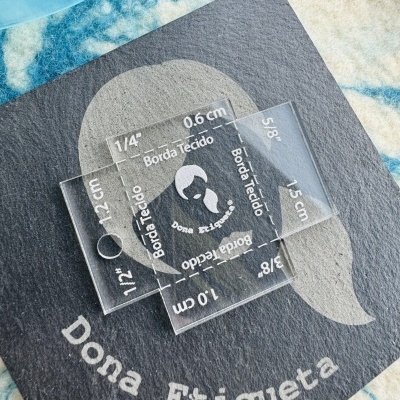 1/4"
0.6 cm
Borda Tecido
5/8"
1.5 cm
Borda Tecido
3/8"
1.0 cm
Borda Tecido
1.2 cm
1/2"
Borda Tecido
Dona Etiqueta®
Dona Etiqueta